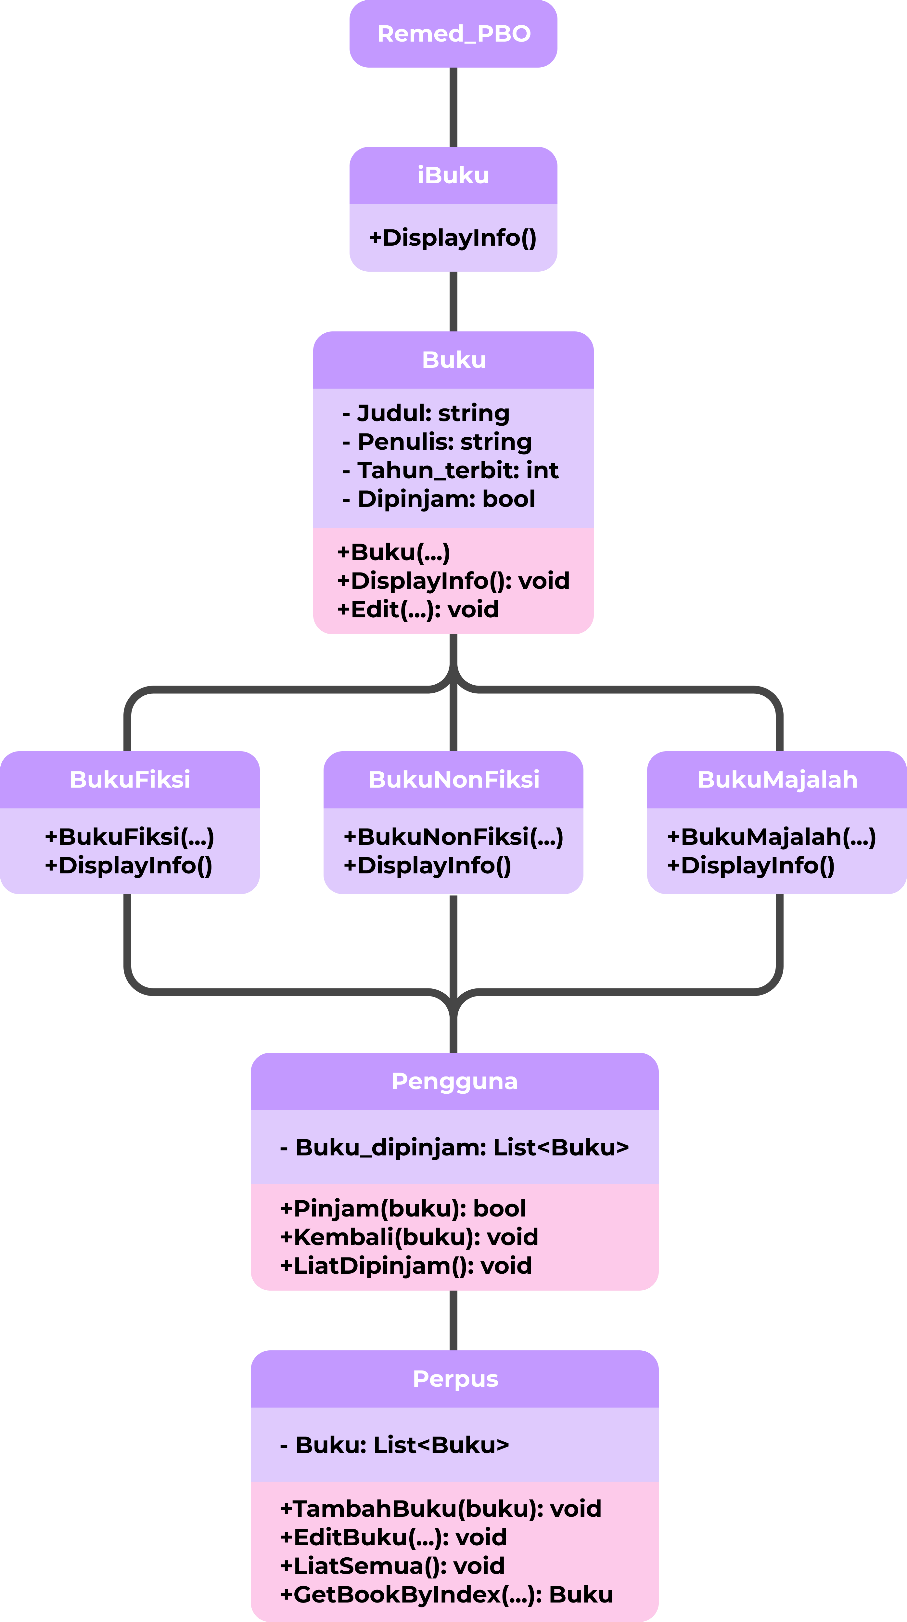 Remed_PBO
iBuku
+DisplayInfo()
Buku
- Judul: string
- Penulis: string
- Tahun_terbit: int
- Dipinjam: bool
+Buku(...)
+DisplayInfo(): void
+Edit(...): void
BukuFiksi
+BukuFiksi(...)
+DisplayInfo()
BukuNonFiksi
+BukuNonFiksi(...)
+DisplayInfo()
BukuMajalah
+BukuMajalah(...)
+DisplayInfo()
Pengguna
- Buku_dipinjam: List<Buku>
+Pinjam(buku): bool
+Kembali(buku): void
+LiatDipinjam(): void
Perpus
- Buku: List<Buku>
+TambahBuku(buku): void
+EditBuku(...): void
+LiatSemua(): void
+GetBookByIndex(...): Buku